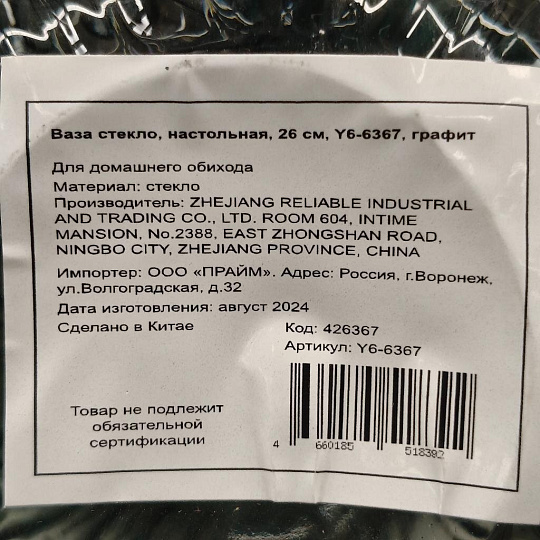 Ваза стекло, настольная, 26 см, Y6-6367, графит
Для домашнего обихода
Материал: стекло
Производитель: ZHEJIANG RELIABLE INDUSTRIAL
AND TRADING CO., LTD. ROOM 604, INTIME
MANSION, No.2388, EAST ZHONGSHAN ROAD,
NINGBO CITY, ZHEJIANG PROVINCE, CHINA
Импортер: ООО «ПРАЙМ». Адрес: Россия, г.Воронеж,
ул.Волгоградская, д.32
Дата изготовления: август 2024
Сделано в Китае
Код: 426367
Артикул: Y6-6367
Товар не подлежит
обязательной
сертификации
4 660185 518392